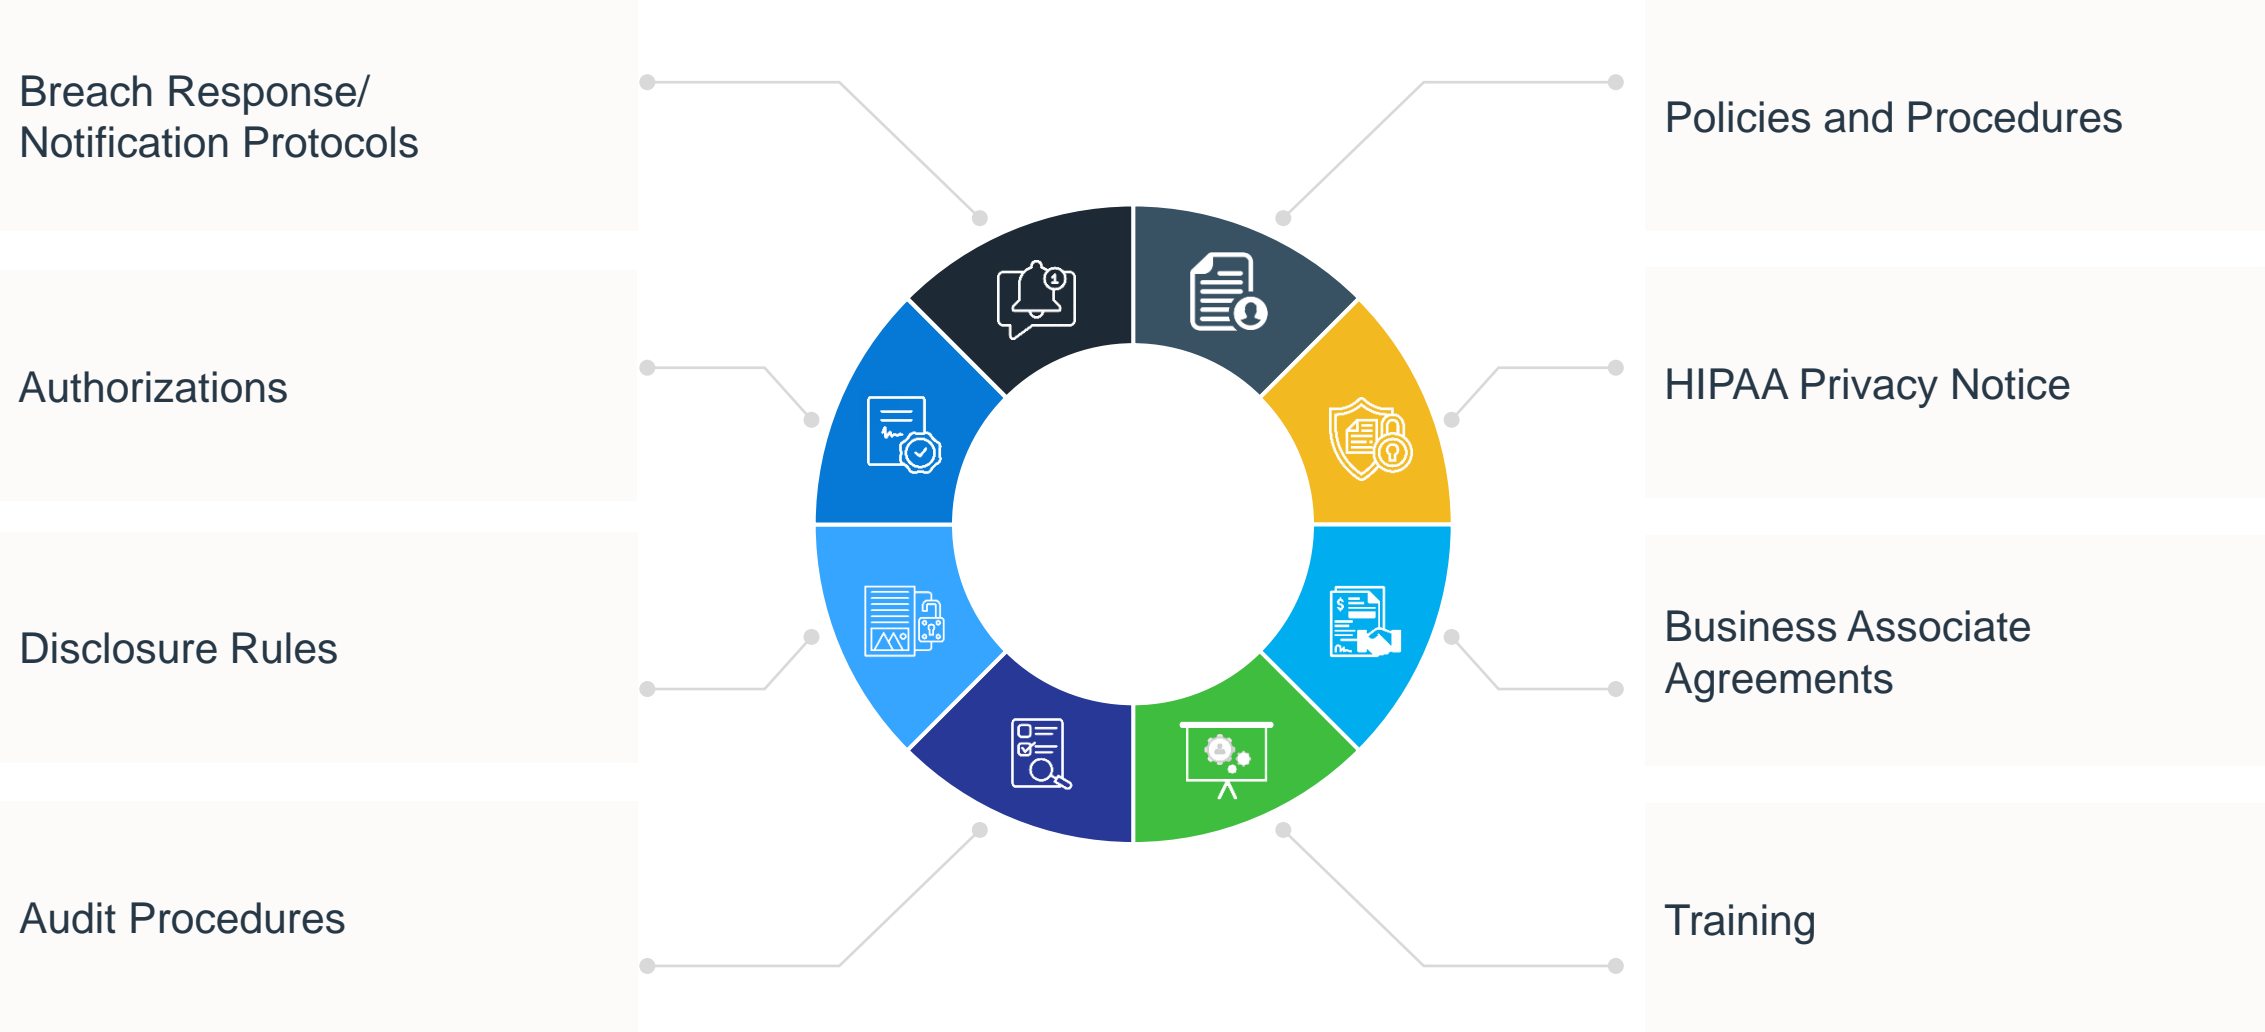 Breach Response/
Notification Protocols
Authorizations
Disclosure Rules
Audit Procedures
Policies and Procedures
HIPAA Privacy Notice
Business Associate
Agreements
Training
1
$